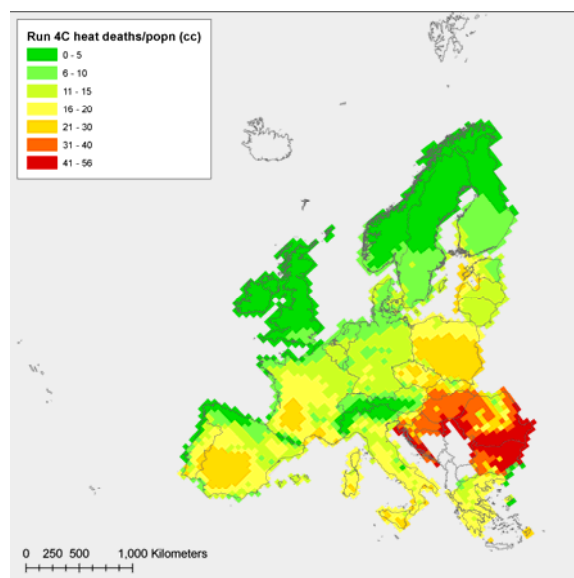 Run 4C heat deaths/popn (cc)
0 - 5
6 - 10
11 - 15
16 - 20
21 - 30
31 - 40
41 - 56
0 250 500 1,000 Kilometers